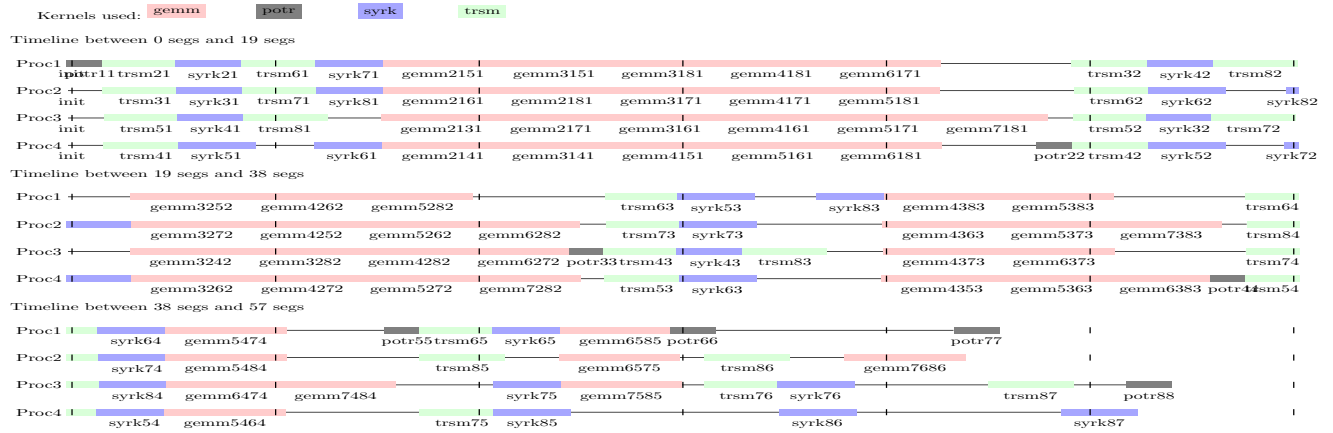 Kernels used: gemm potr syrk trsm
Timeline between 0 segs and 19 segs
Proc1 init potr11 trsm21 syrk21 trsm61 syrk71 gemm2151 gemm3151 gemm3181 gemm4181 gemm6171 trsm32 syrk42 trsm82
Proc2 init trsm31 syrk31 trsm71 syrk81 gemm2161 gemm2181 gemm3171 gemm4171 gemm5181 trsm62 syrk62 syrk82
Proc3 init trsm51 syrk41 trsm81 gemm2131 gemm2171 gemm3161 gemm4161 gemm5171 gemm7181 trsm52 syrk32 trsm72
Proc4 init trsm41 syrk51 syrk61 gemm2141 gemm3141 gemm4151 gemm5161 gemm6181 potr22 trsm42 syrk52 syrk72
Timeline between 19 segs and 38 segs
Proc1 gemm3252 gemm4262 gemm5282 trsm63 syrk53 syrk83 gemm4383 gemm5383 trsm64
Proc2 gemm3272 gemm4252 gemm5262 gemm6282 trsm73 syrk73 gemm4363 gemm5373 gemm7383 trsm84
Proc3 gemm3242 gemm3282 gemm4282 gemm6272 potr33 trsm43 syrk43 trsm83 gemm4373 gemm6373 trsm74
Proc4 gemm3262 gemm4272 gemm5272 gemm7282 trsm53 syrk63 gemm4353 gemm5363 gemm6383 potr44 trsm54
Timeline between 38 segs and 57 segs
Proc1 syrk64 gemm5474 potr55 trsm65 syrk65 gemm6585 potr66 potr77
Proc2 syrk74 gemm5484 trsm85 gemm6575 trsm86 gemm7686
Proc3 syrk84 gemm6474 gemm7484 syrk75 gemm7585 trsm76 syrk76 trsm87 potr88
Proc4 syrk54 gemm5464 trsm75 syrk85 syrk86 syrk87